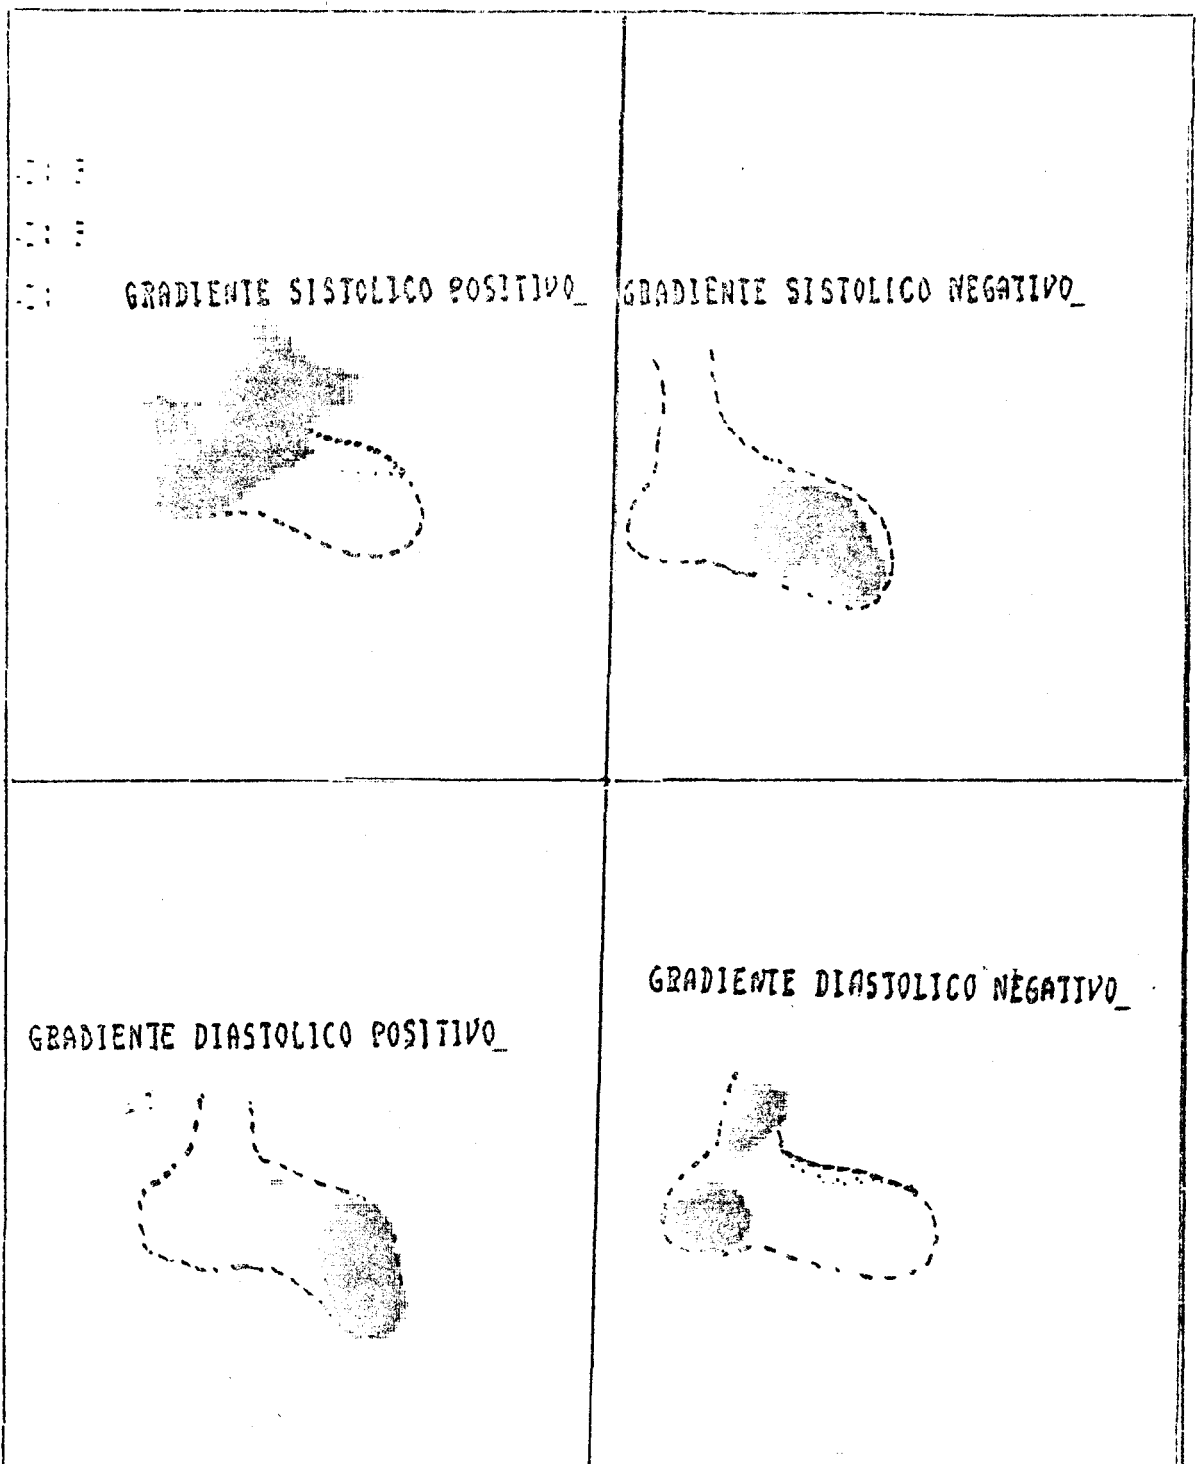 GRADIENTE SISTOLICO POSITIVO_
GRADIENTE SISTOLICO NEGATIVO_
GRADIENTE DIASTOLICO POSITIVO_
GRADIENTE DIASTOLICO NEGATIVO_